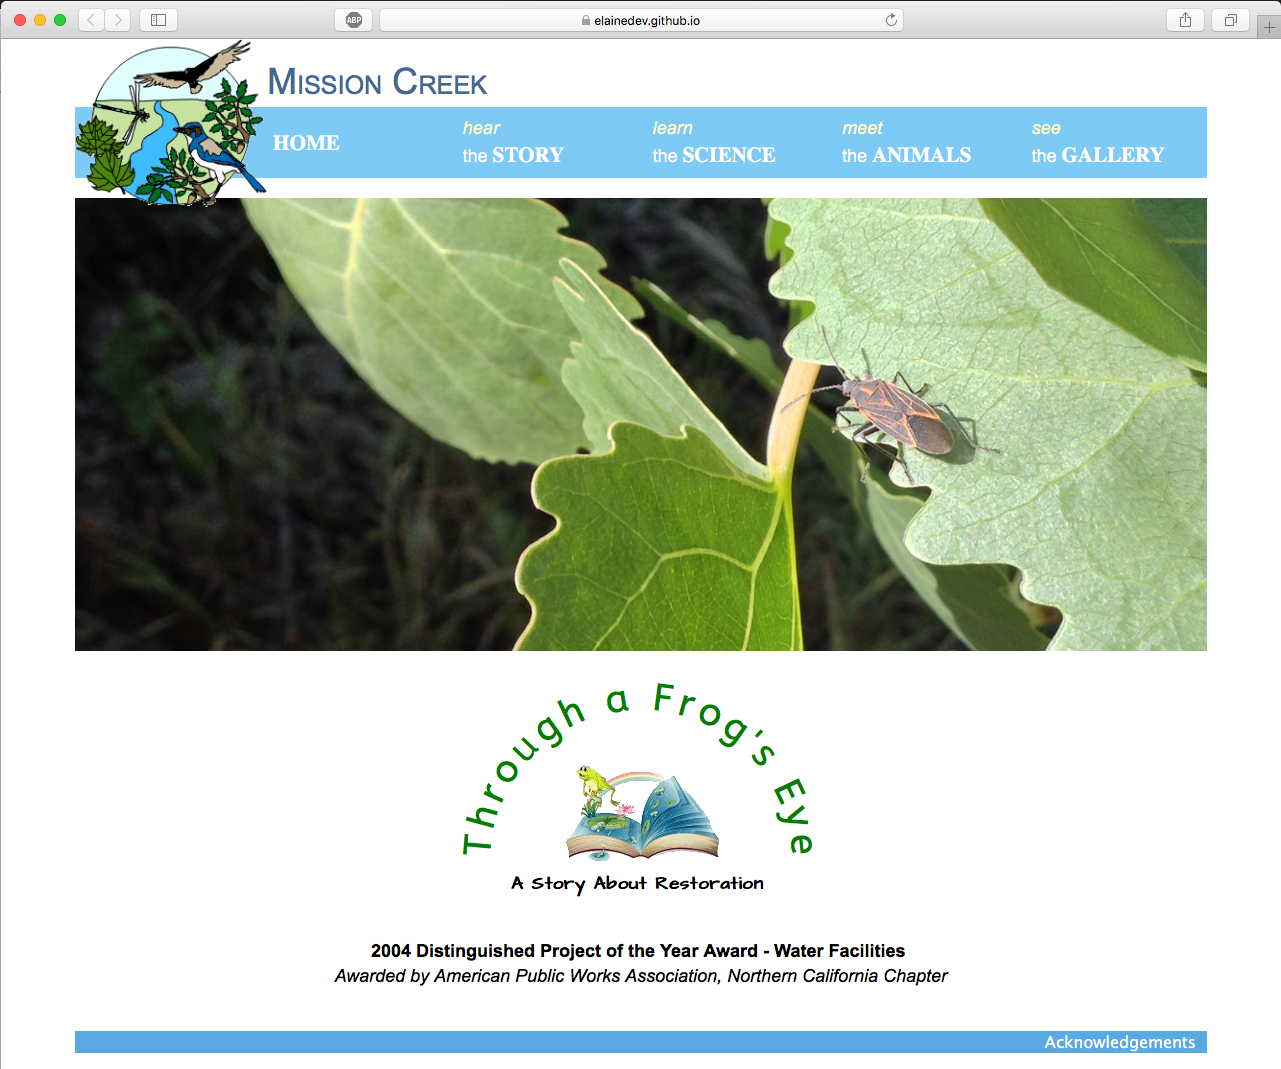 ABP
elainedev.github.io
Mission Creek
HOME
hear
the STORY
learn
the SCIENCE
meet
the ANIMALS
see
the GALLERY
Through a Frog's Eye
A Story About Restoration
2004 Distinguished Project of the Year Award - Water Facilities
Awarded by American Public Works Association, Northern California Chapter
Acknowledgements